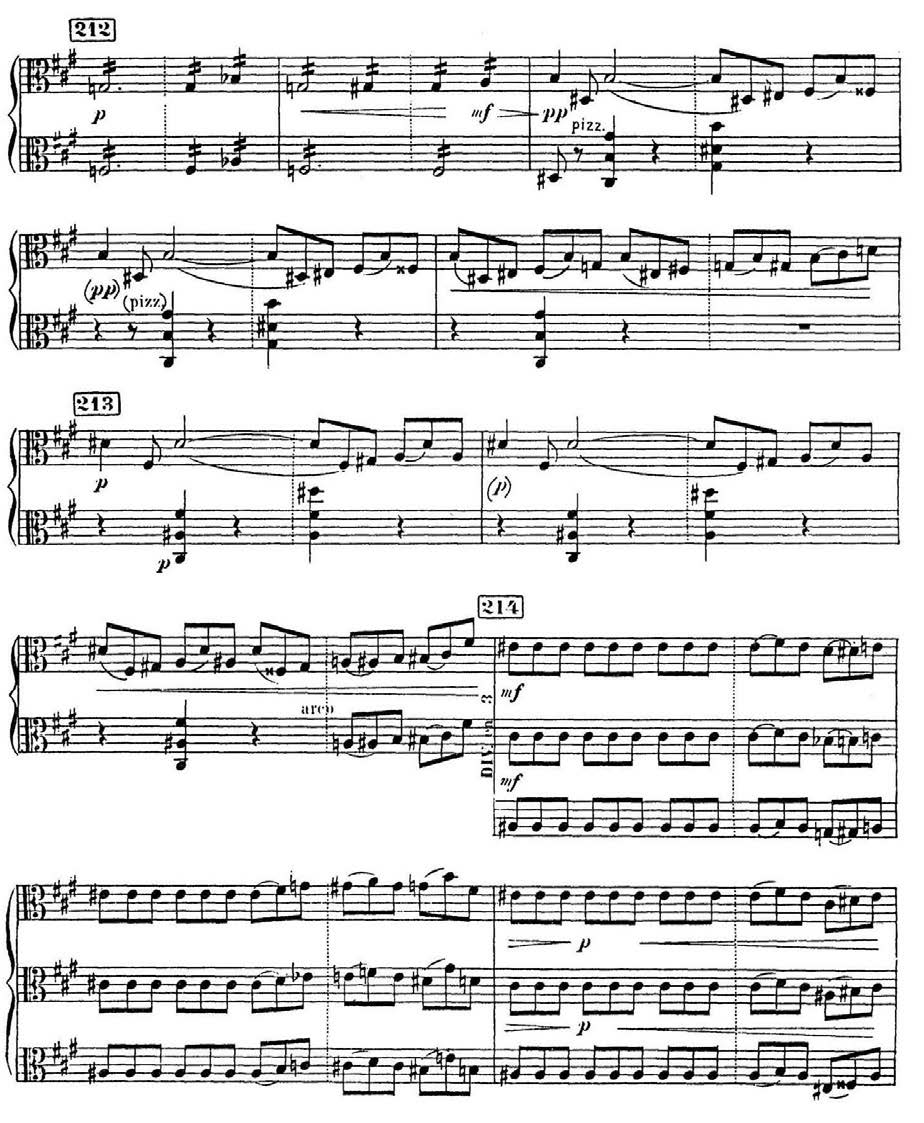 212
p mf pp
pizz.
(pp) (pizz.)
213
p (p)
p
214
arco
mf
Div. en 3
mf
p
p